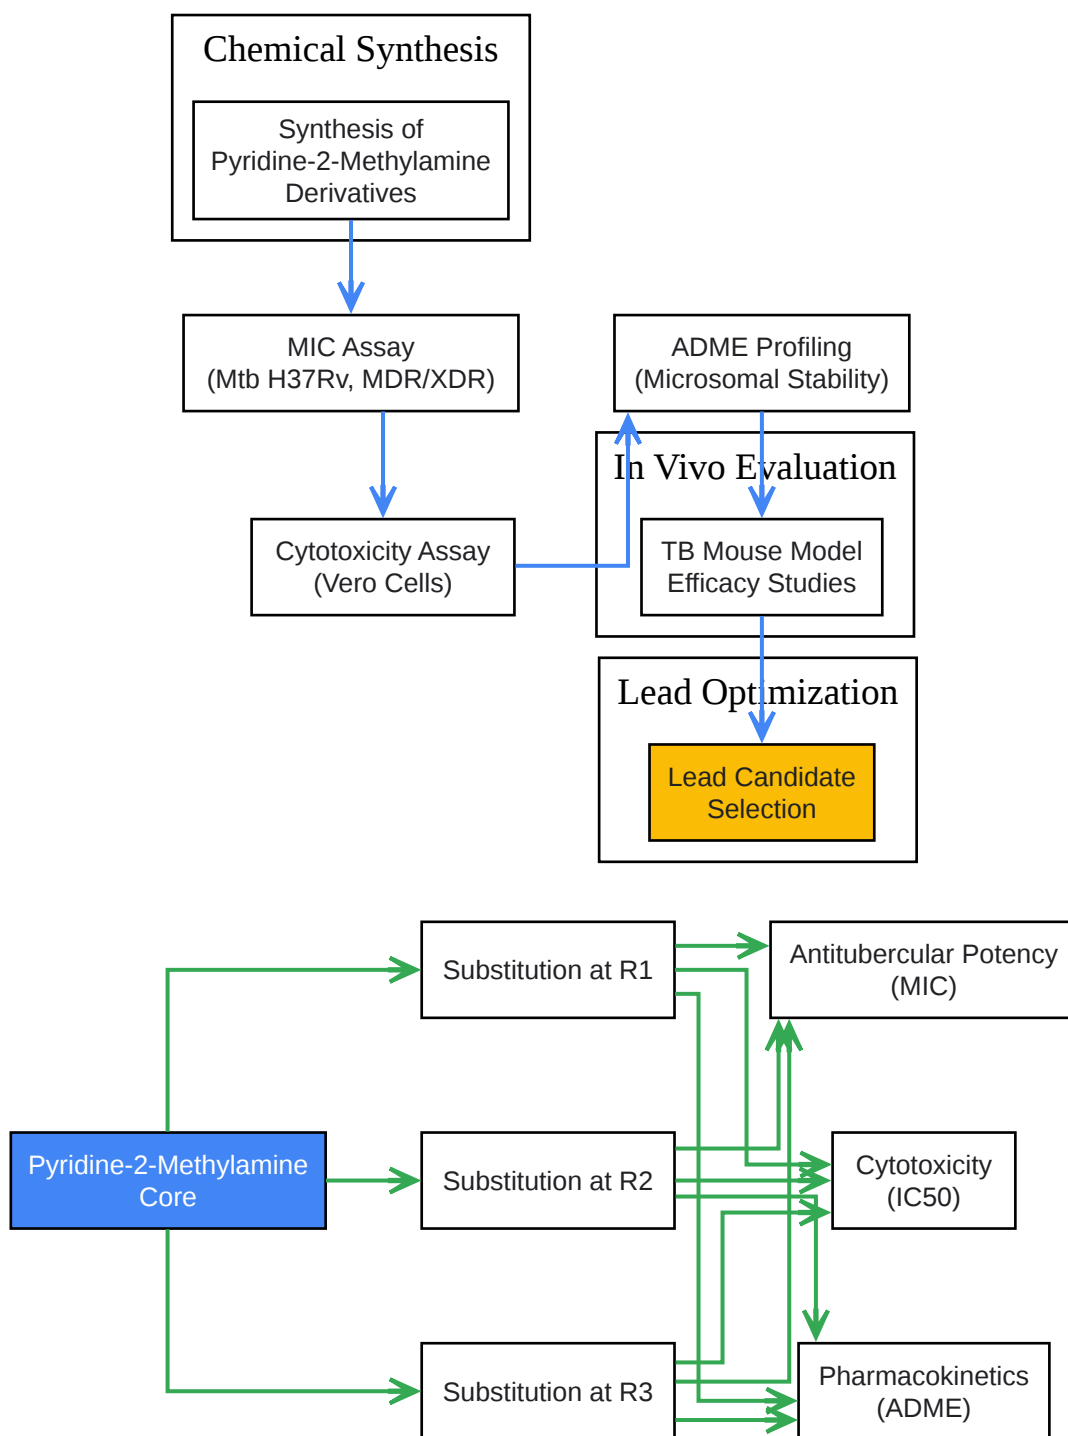 Chemical Synthesis
Synthesis of
Pyridine-2-Methylamine
Derivatives
MIC Assay
(Mtb H37Rv, MDR/XDR)
ADME Profiling
(Microsomal Stability)
In Vivo Evaluation
Cytotoxicity Assay
(Vero Cells)
TB Mouse Model
Efficacy Studies
Lead Optimization
Lead Candidate
Selection
Substitution at R1
Antitubercular Potency
(MIC)
Pyridine-2-Methylamine
Core
Substitution at R2
Cytotoxicity
(IC50)
Substitution at R3
Pharmacokinetics
(ADME)